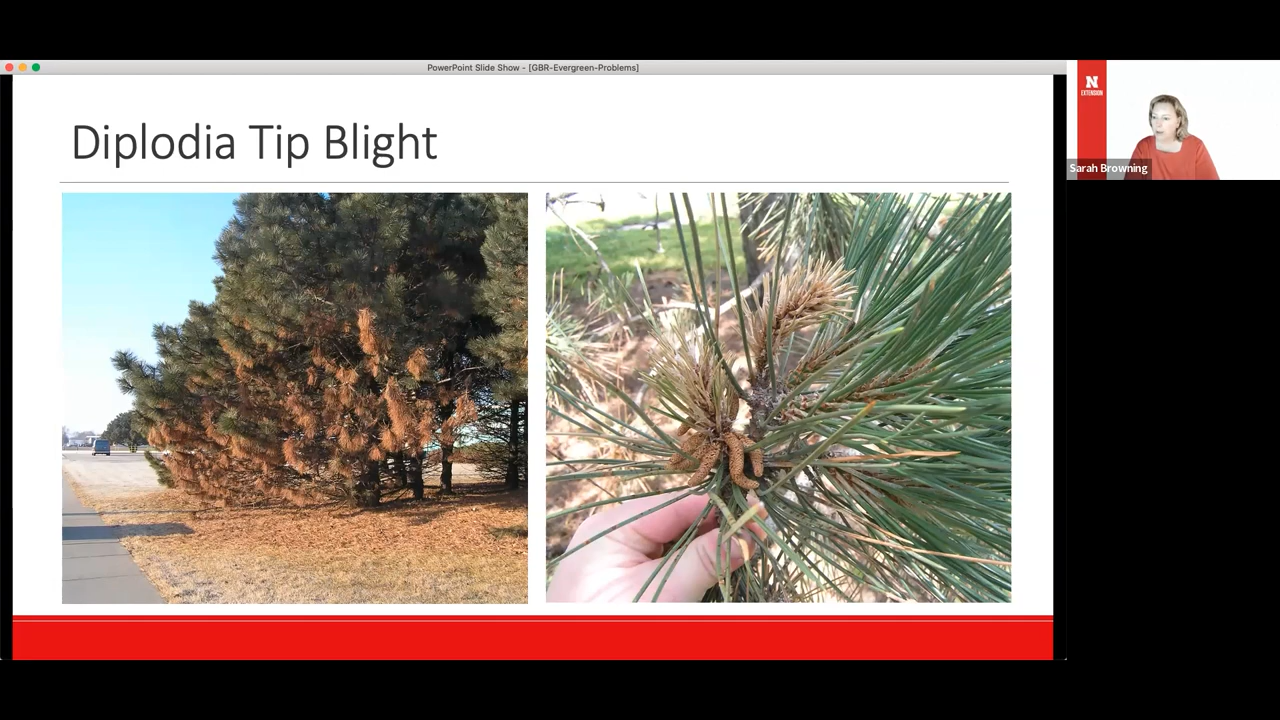 PowerPoint Slide Show - [GBR-Evergreen-Problems]
Diplodia Tip Blight
N
EXTENSION
Sarah Browning